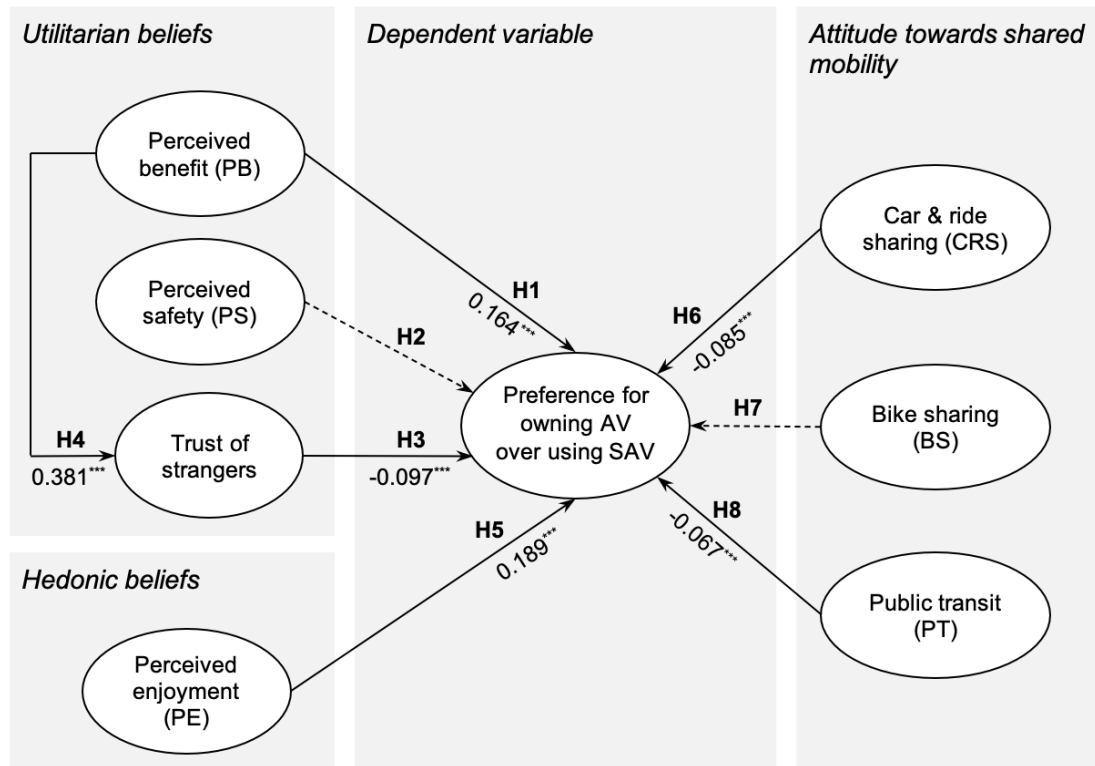 Utilitarian beliefs
Perceived
benefit (PB)
Perceived
safety (PS)
H4
0.381***
Trust of
strangers
Hedonic beliefs
Perceived
enjoyment
(PE)
Dependent variable
H1
0.164***
H2
H3
-0.097***
H5
0.189***
Preference for
owning AV
over using SAV
H6
-0.085***
H7
H8
-0.067***
Attitude towards shared
mobility
Car & ride
sharing (CRS)
Bike sharing
(BS)
Public transit
(PT)